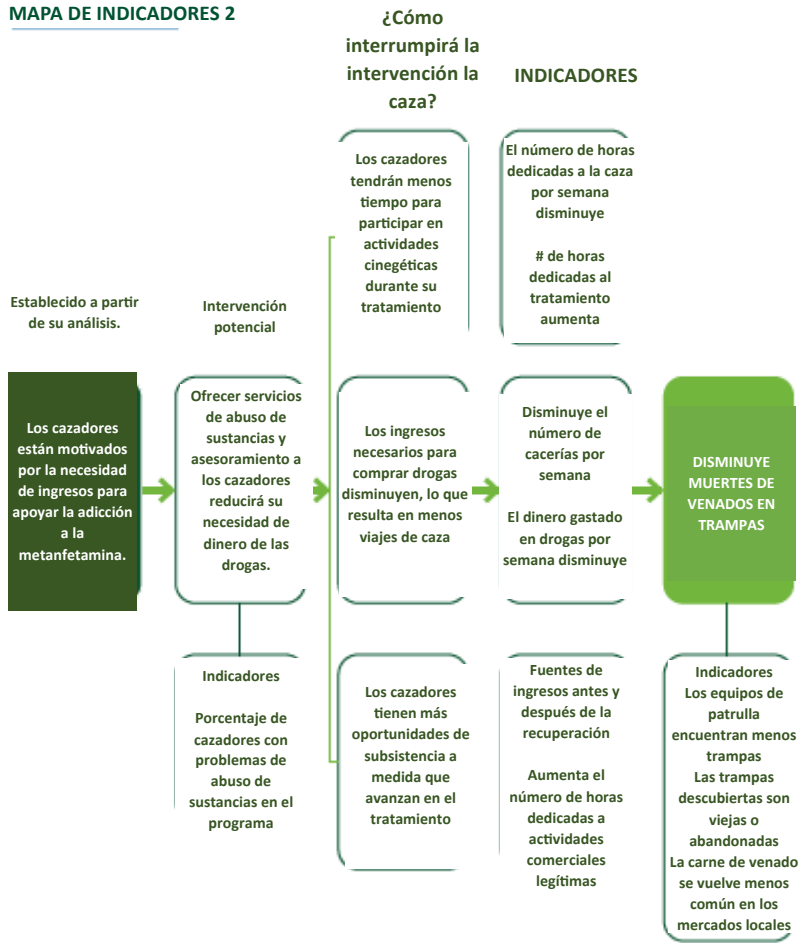 MAPA DE INDICADORES 2
¿Cómo
interrumpirá la
intervención la
caza?
INDICADORES
Los cazadores
tendrán menos
tiempo para
participar en
actividades
cinegéticas
durante su
tratamiento
El número de horas
dedicadas a la caza
por semana
disminuye
# de horas
dedicadas al
tratamiento
aumenta
Establecido a partir
de su análisis.
Intervención
potencial
Los cazadores
están motivados
por la necesidad
de ingresos para
apoyar la adicción
a la
metanfetamina.
Ofrecer servicios
de abuso de
sustancias y
asesoramiento a
los cazadores
reducirá su
necesidad de
dinero de las
drogas.
Los ingresos
necesarios para
comprar drogas
disminuyen, lo que
resulta en menos
viajes de caza
Disminuye el
número de
cacerías por
semana
El dinero gastado
en drogas por
semana disminuye
DISMINUYE
MUERTES DE
VENADOS EN
TRAMPAS
Indicadores
Porcentaje de
cazadores con
problemas de
abuso de
sustancias en el
programa
Los cazadores
tienen más
oportunidades de
subsistencia a
medida que
avanzan en el
tratamiento
Fuentes de
ingresos antes y
después de la
recuperación
Aumenta el
número de horas
dedicadas a
actividades
comerciales
legítimas
Indicadores
Los equipos de
patrulla
encuentran menos
trampas
Las trampas
descubiertas son
viejas o
abandonadas
La carne de venado
se vuelve menos
común en los
mercados locales